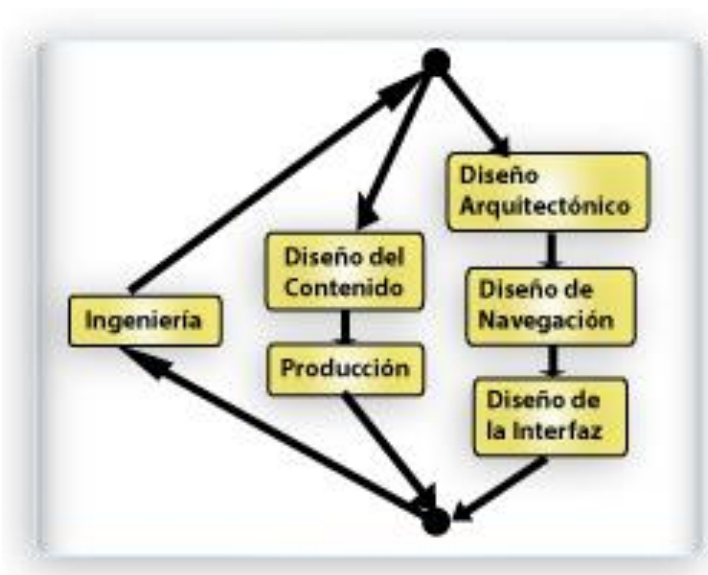 Diseño
Arquitectónico
Diseño del
Contenido
Diseño de
Navegación
Ingeniería
Producción
Diseño de
la Interfaz